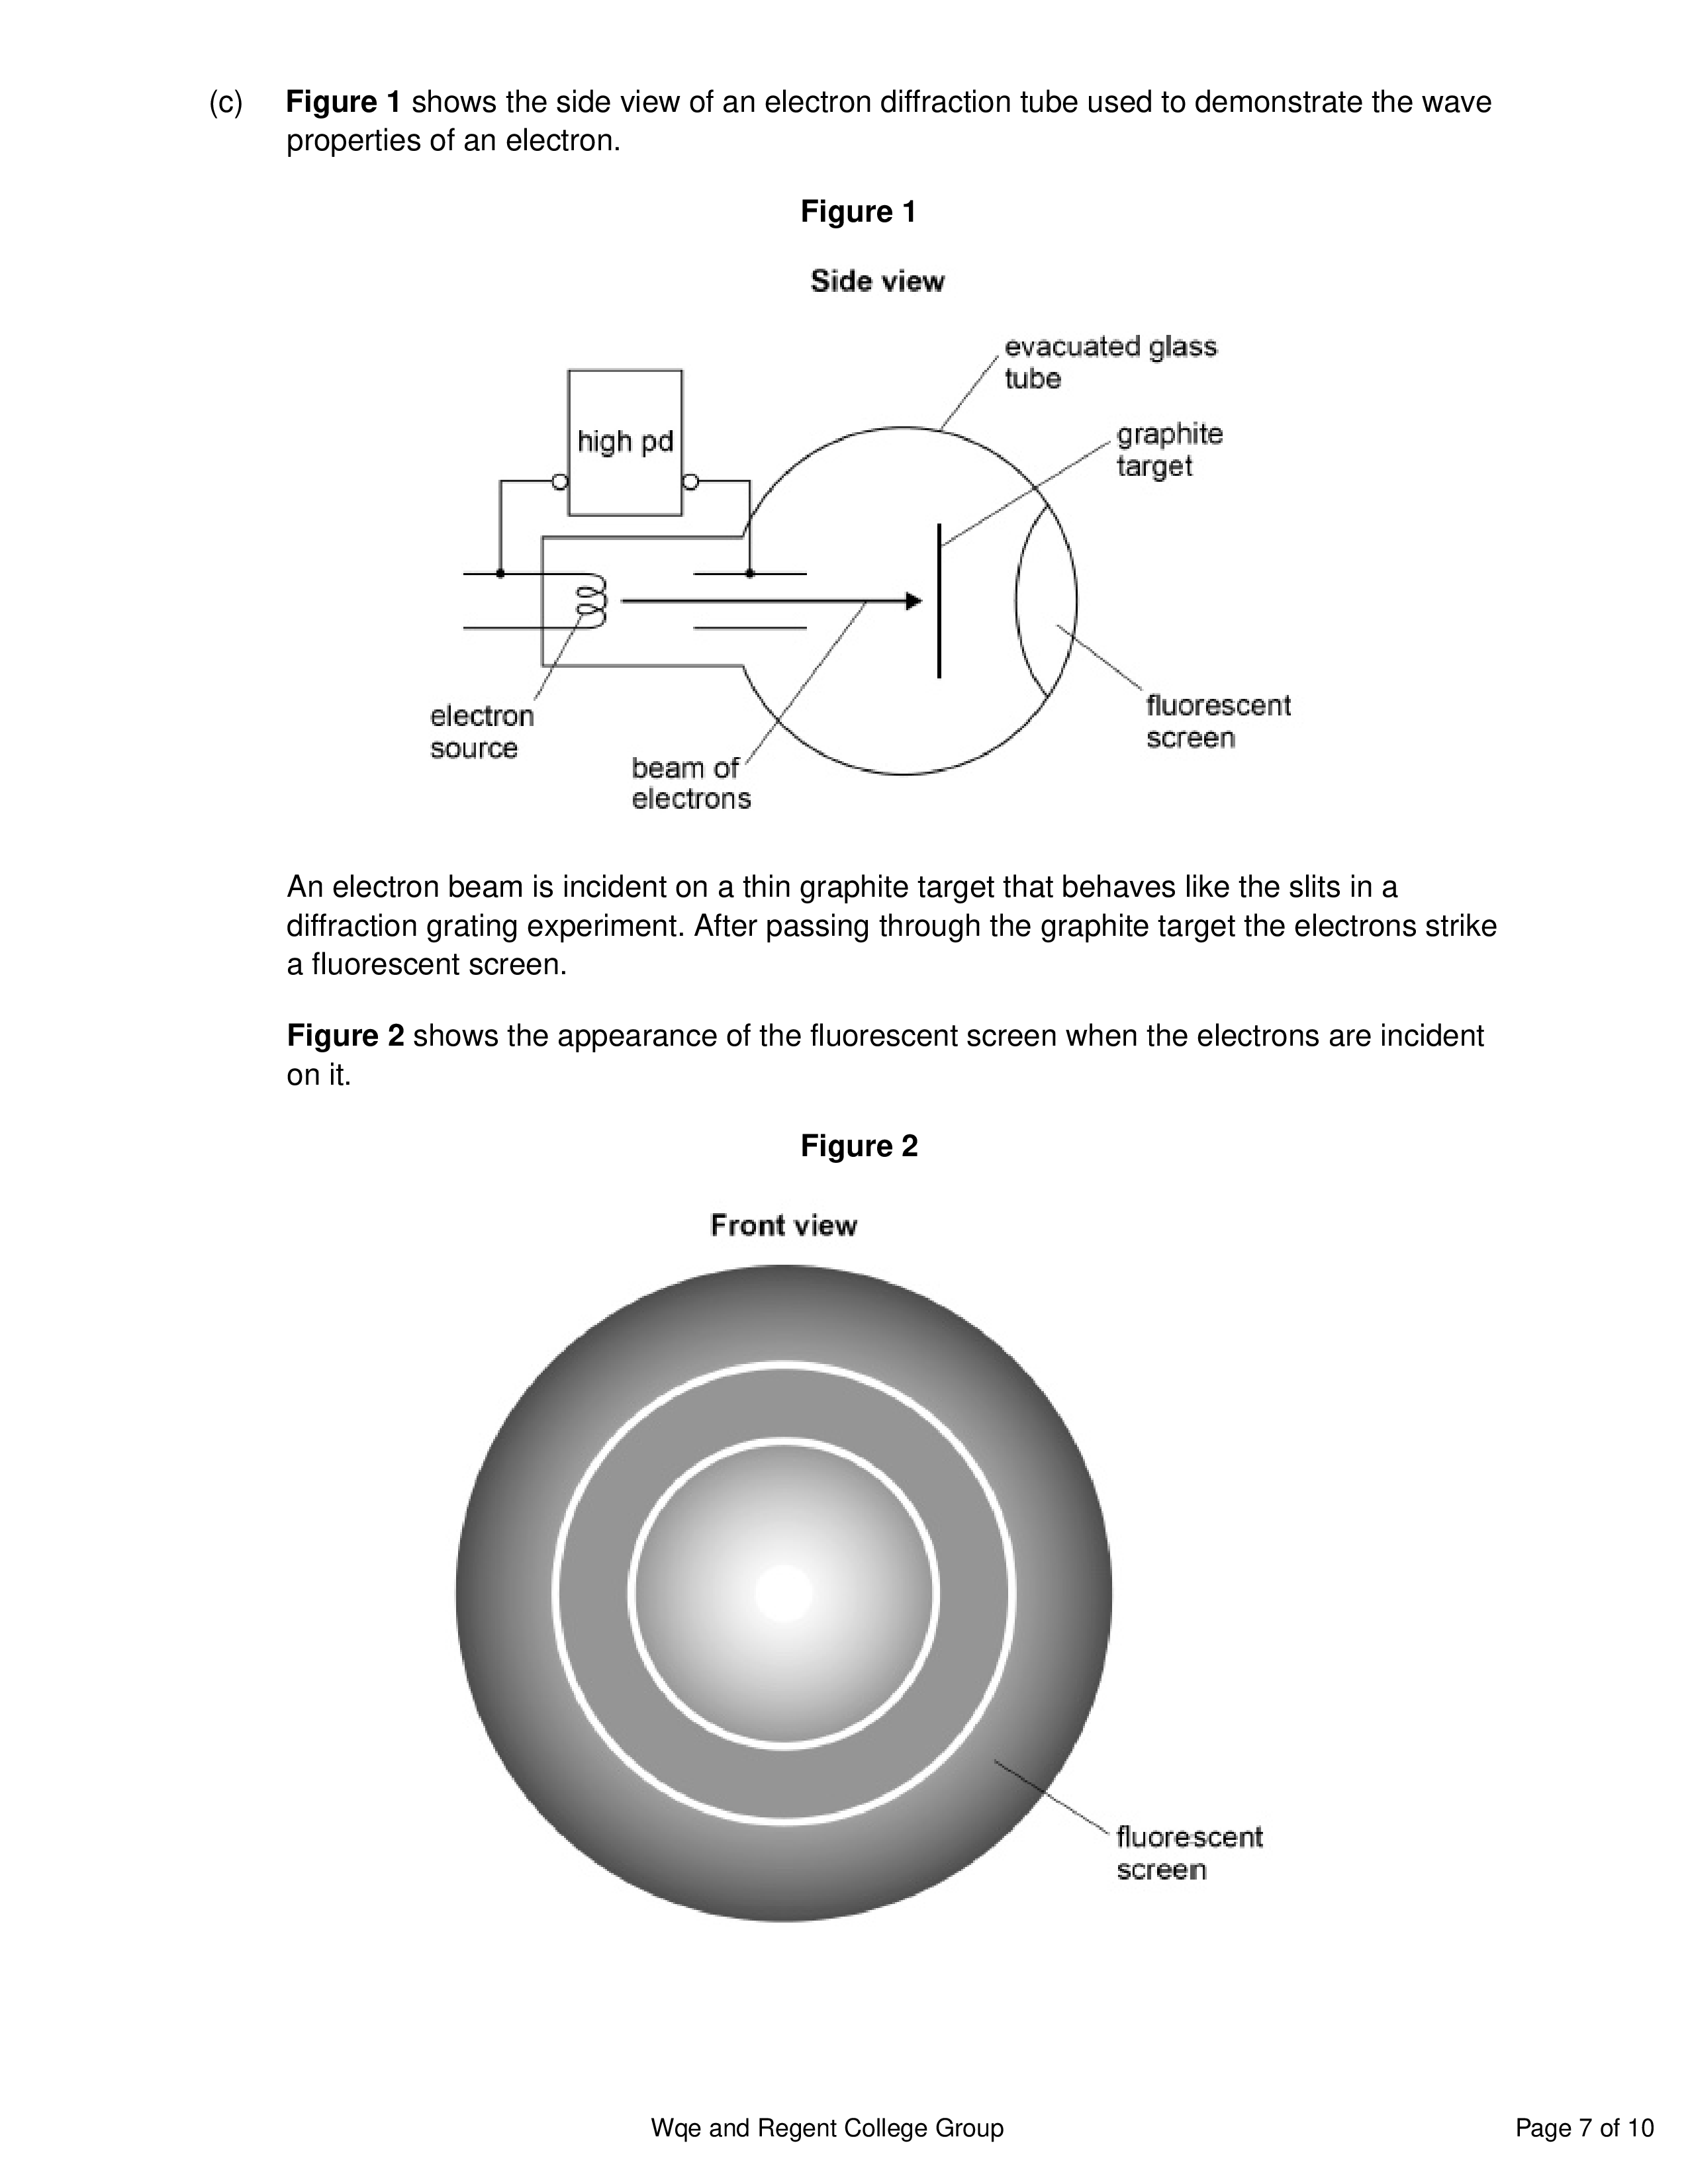 (c) Figure 1 shows the side view of an electron diffraction tube used to demonstrate the wave
properties of an electron.
Figure 1
Side view
evacuated glass
tube
graphite
target
high pd
electron
source
beam of
electrons
fluorescent
screen
An electron beam is incident on a thin graphite target that behaves like the slits in a
diffraction grating experiment. After passing through the graphite target the electrons strike
a fluorescent screen.
Figure 2 shows the appearance of the fluorescent screen when the electrons are incident
on it.
Figure 2
Front view
fluorescent
screen
Wqe and Regent College Group
Page 7 of 10